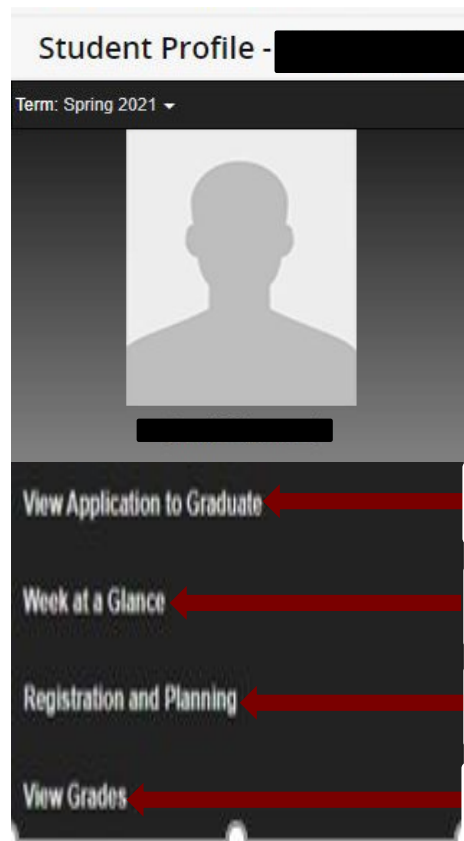 Student Profile -
Term: Spring 2021
View Application to Graduate
Week at a Glance
Registration and Planning
View Grades